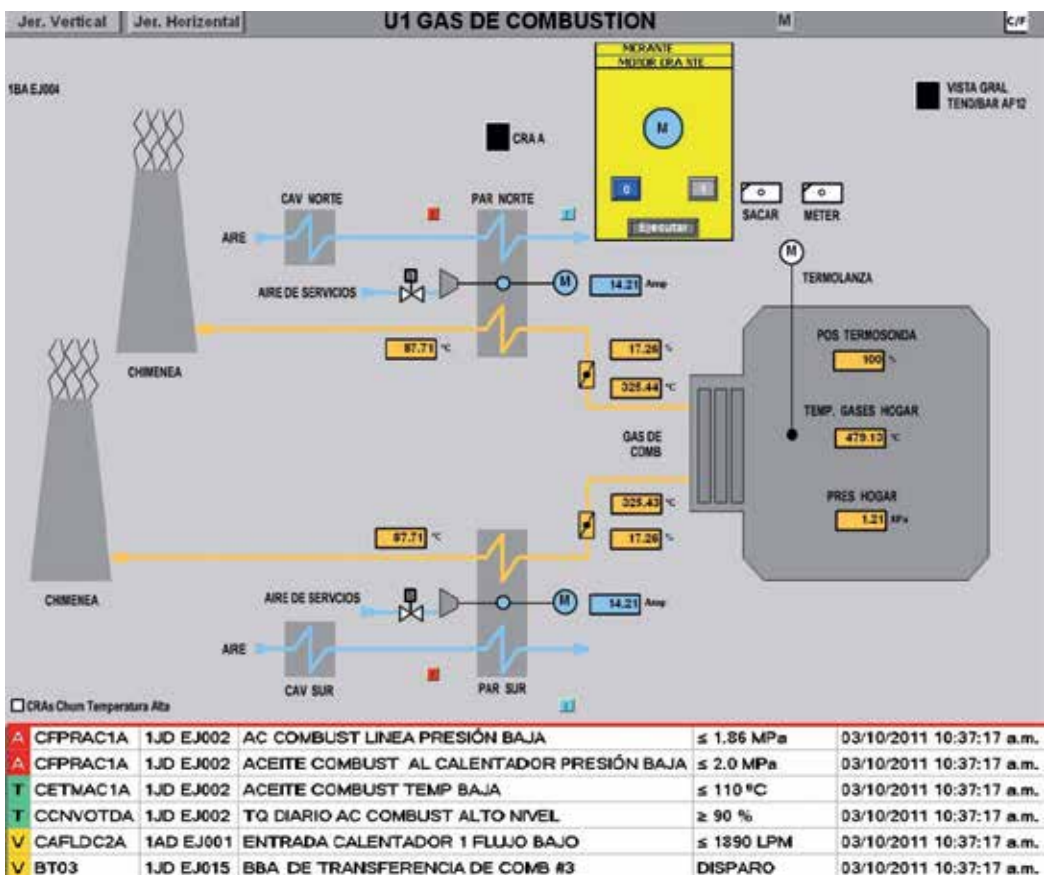 Jer. Vertical Jer. Horizontal U1 GAS DE COMBUSTION M C/F
1BA EJ004
MOTOR CRA NTE
M
0 1
Ejecutar
CRA A
VISTA GRAL
TEND/BAR AF12
SACAR METER
CAV NORTE PAR NORTE
AIRE
AIRE DE SERVICIOS M 14.21 Amp
M
TERMOLANZA
87.71 °C
17.26 %
325.44 °C
CHIMENEA
POS TERMOSONDA
100 %
TEMP. GASES HOGAR
479.13 °C
GAS DE
COMB
PRES HOGAR
1.21 KPa
325.43 °C
87.71 °C
17.26 %
CHIMENEA
AIRE DE SERVCIOS M 14.21 Amp
AIRE
CAV SUR PAR SUR
CRAs Chum Temperatura Alta
A CFPRAC1A 1JD EJ002 AC COMBUST LINEA PRESIÓN BAJA ≤ 1.86 MPa 03/10/2011 10:37:17 a.m.
A CFPRAC1A 1JD EJ002 ACEITE COMBUST AL CALENTADOR PRESIÓN BAJA ≤ 2.0 MPa 03/10/2011 10:37:17 a.m.
T CETMAC1A 1JD EJ002 ACEITE COMBUST TEMP BAJA ≤ 110 ºC 03/10/2011 10:37:17 a.m.
T CCNVOTDA 1JD EJ002 TQ DIARIO AC COMBUST ALTO NIVEL ≥ 90 % 03/10/2011 10:37:17 a.m.
V CAFLDC2A 1AD EJ001 ENTRADA CALENTADOR 1 FLUJO BAJO ≤ 1890 LPM 03/10/2011 10:37:17 a.m.
V BT03 1JD EJ015 BBA DE TRANSFERENCIA DE COMB #3 DISPARO 03/10/2011 10:37:17 a.m.